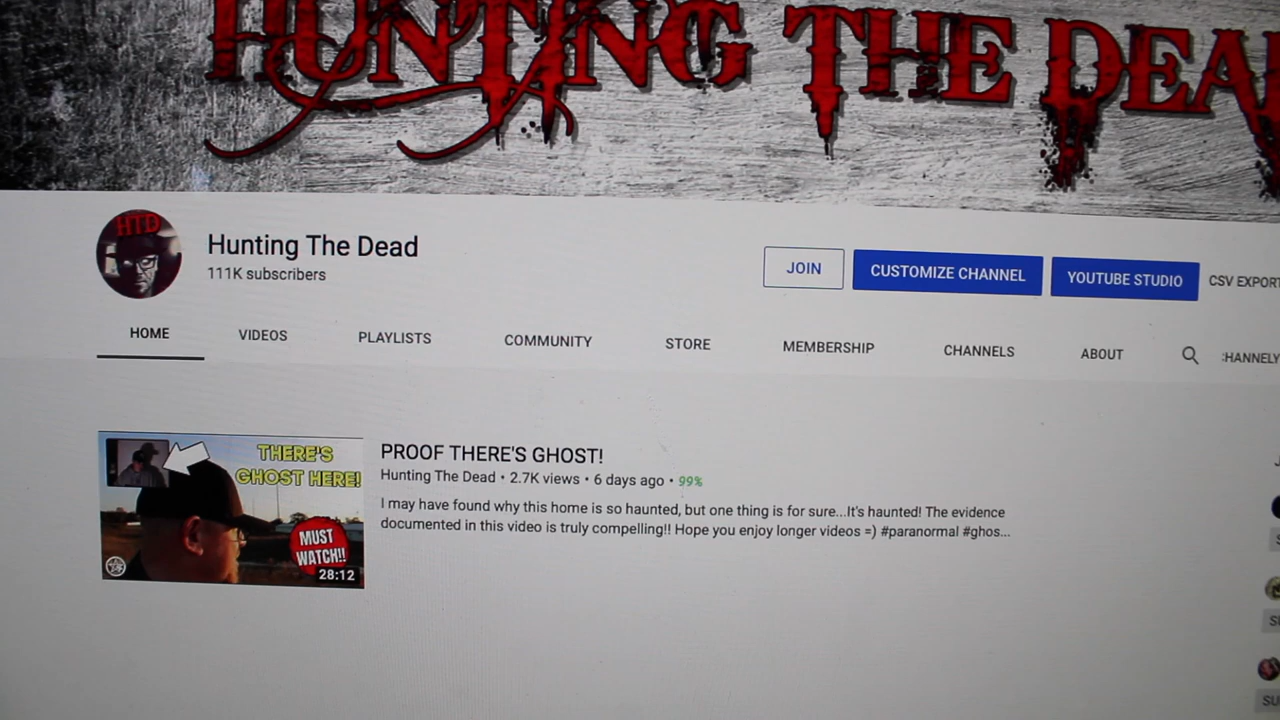 HUNTING THE DEA
HTD
Hunting The Dead
111K subscribers
JOIN
CUSTOMIZE CHANNEL
YOUTUBE STUDIO
CSV EXPORT
HOME
VIDEOS
PLAYLISTS
COMMUNITY
STORE
MEMBERSHIP
CHANNELS
ABOUT
:HANNELY
THERE'S
GHOST HERE!
MUST
WATCH!!
28:12
PROOF THERE'S GHOST!
Hunting The Dead • 2.7K views • 6 days ago • 99%
I may have found why this home is so haunted, but one thing is for sure...It's haunted! The evidence
documented in this video is truly compelling!! Hope you enjoy longer videos =) #paranormal #ghos...